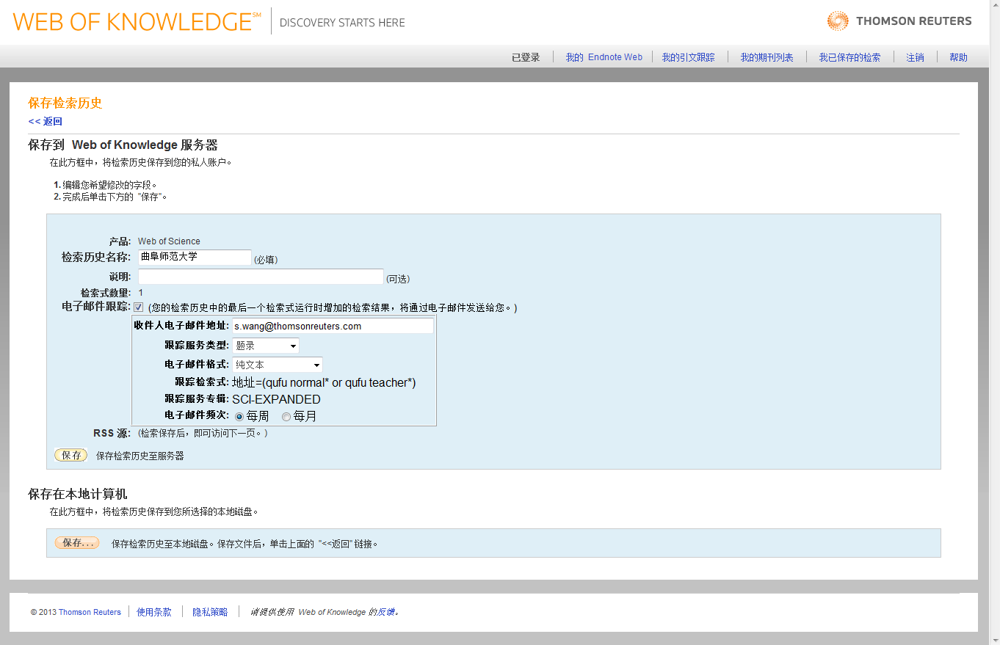 WEB OF KNOWLEDGE℠ DISCOVERY STARTS HERE THOMSON REUTERS
已登录 我的 Endnote Web 我的引文跟踪 我的期刊列表 我已保存的检索 注销 帮助
保存检索历史
<< 返回
保存到 Web of Knowledge 服务器
在此方框中，将检索历史保存到您的私人账户。
1. 编辑您希望修改的字段。
2. 完成后单击下方的 "保存"。
产品: Web of Science
检索历史名称: 曲阜师范大学 (必填)
说明: (可选)
检索式数量: 1
电子邮件跟踪: (您的检索历史中的最后一个检索式运行时增加的检索结果，将通过电子邮件发送给您。)
收件人电子邮件地址: s.wang@thomsonreuters.com
跟踪服务类型: 题录
电子邮件格式: 纯文本
跟踪检索式: 地址=(qufu normal* or qufu teacher*)
跟踪服务专辑: SCI-EXPANDED
电子邮件频次: 每周 每月
RSS 源: (检索保存后，即可访问下一页。)
保存 保存检索历史至服务器
保存在本地计算机
在此方框中，将检索历史保存到您所选择的本地磁盘。
保存... 保存检索历史至本地磁盘。保存文件后，单击上面的 "<<返回" 链接。
© 2013 Thomson Reuters 使用条款 隐私策略 请提供使用 Web of Knowledge 的反馈。